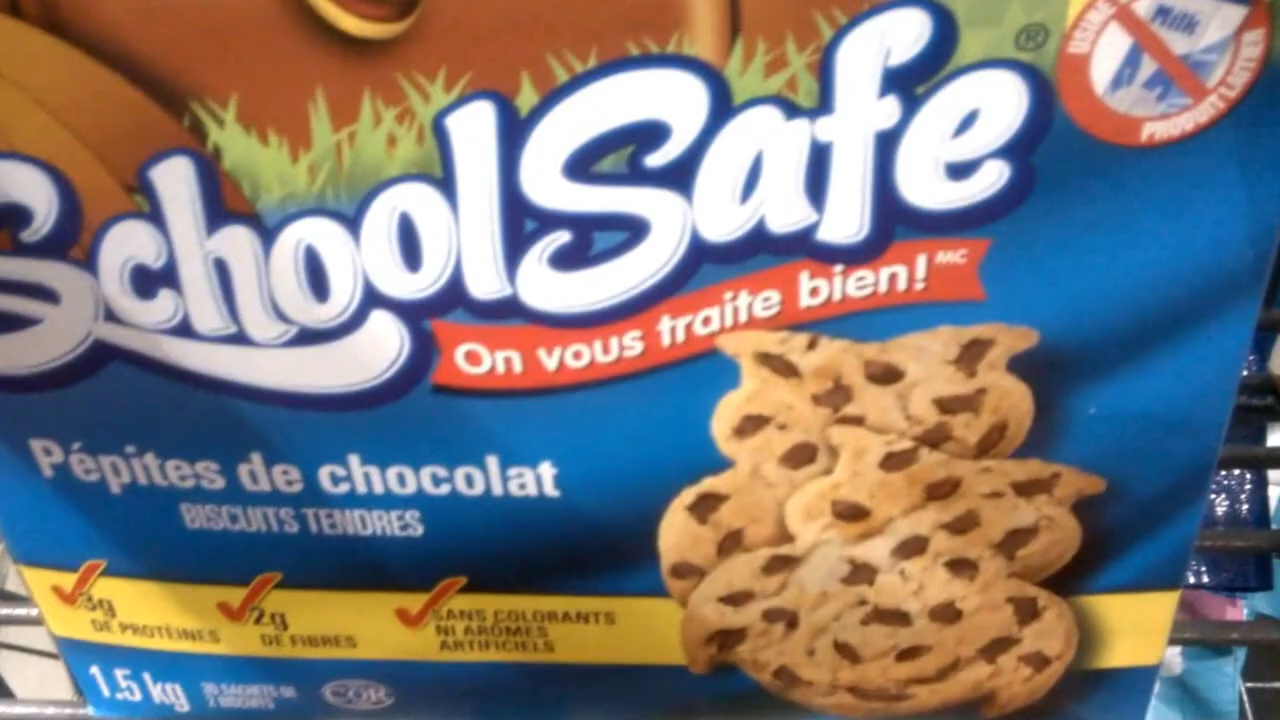 SchoolSafe®
Milk
USINE
PRODUIT LAITIER
On vous traite bien! MC
Pépites de chocolat
BISCUITS TENDRES
3g
DE PROTÉINES
2g
DE FIBRES
SANS COLORANTS
NI ARÔMES
ARTIFICIELS
1.5 kg
SACHETS DE
2 BISCUITS
COR